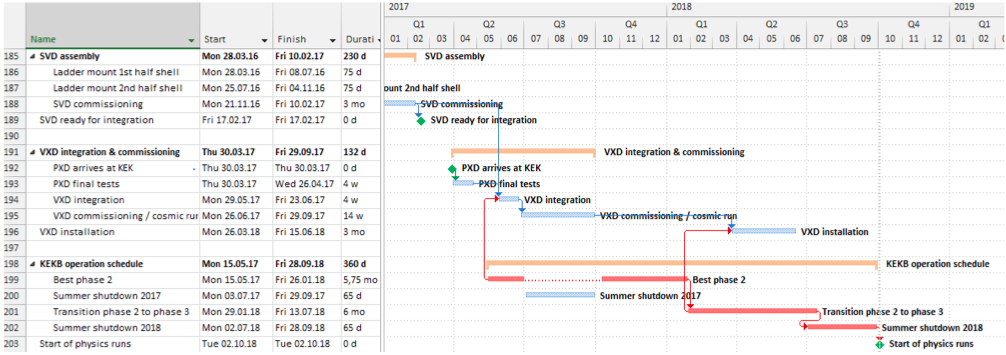 2017 2018 2019
Q1 Q2 Q3 Q4 Q1 Q2 Q3 Q4 Q1
Name Start Finish Durati 01 02 03 04 05 06 07 08 09 10 11 12 01 02 03 04 05 06 07 08 09 10 11 12 01 02
185 SVD assembly Mon 28.03.16 Fri 10.02.17 230 d SVD assembly
186 Ladder mount 1st half shell Mon 28.03.16 Fri 08.07.16 75 d
187 Ladder mount 2nd half shell Mon 25.07.16 Fri 04.11.16 75 d ount 2nd half shell
188 SVD commissioning Mon 21.11.16 Fri 10.02.17 3 mo SVD commissioning
189 SVD ready for integration Fri 17.02.17 Fri 17.02.17 0 d SVD ready for integration
190
191 VXD integration & commissioning Thu 30.03.17 Fri 29.09.17 132 d VXD integration & commissioning
192 PXD arrives at KEK Thu 30.03.17 Thu 30.03.17 0 d PXD arrives at KEK
193 PXD final tests Thu 30.03.17 Wed 26.04.17 4 w PXD final tests
194 VXD integration Mon 29.05.17 Fri 23.06.17 4 w VXD integration
195 VXD commissioning / cosmic rur Mon 26.06.17 Fri 29.09.17 14 w VXD commissioning / cosmic run
196 VXD installation Mon 26.03.18 Fri 15.06.18 3 mo VXD installation
197
198 KEKB operation schedule Mon 15.05.17 Fri 28.09.18 360 d KEKB operation schedule
199 Best phase 2 Mon 15.05.17 Fri 26.01.18 5,75 mo Best phase 2
200 Summer shutdown 2017 Mon 03.07.17 Fri 29.09.17 65 d Summer shutdown 2017
201 Transition phase 2 to phase 3 Mon 29.01.18 Fri 13.07.18 6 mo Transition phase 2 to phase 3
202 Summer shutdown 2018 Mon 02.07.18 Fri 28.09.18 65 d Summer shutdown 2018
203 Start of physics runs Tue 02.10.18 Tue 02.10.18 0 d Start of physics runs